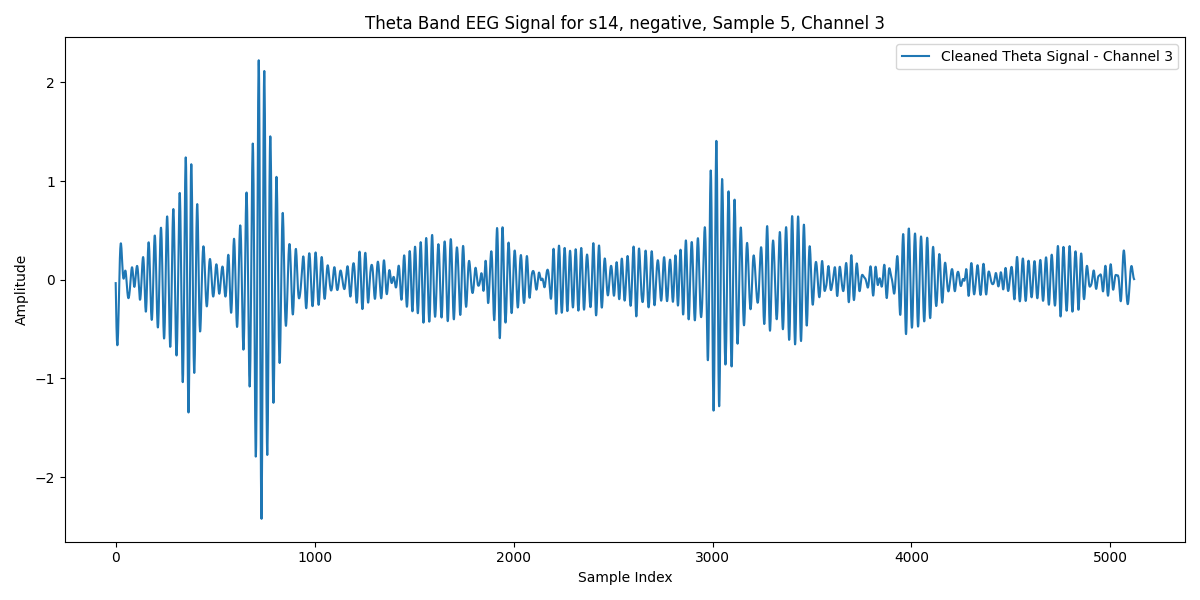 Theta Band EEG Signal for s14, negative, Sample 5, Channel 3
Cleaned Theta Signal - Channel 3
Amplitude
2
1
0
−1
−2
0 1000 2000 3000 4000 5000
Sample Index